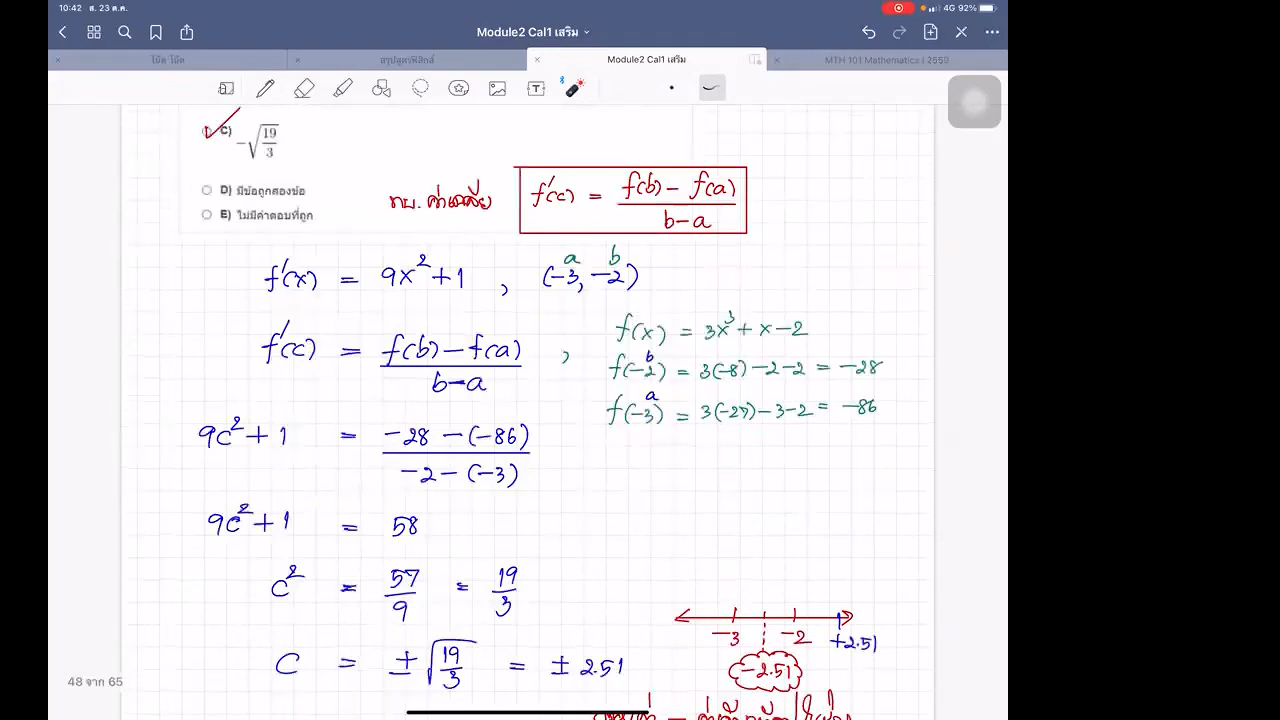 10:42 ส. 23 ต.ค.
4G 92%
Module2 Cal1 เสริม
โน๊ต โน๊ต
สรุปสูตรฟิสิกส์
Module2 Cal1 เสริม
MTH 101 Mathematics I 2559
C) -√(19/3)
D) มีข้อถูกสองข้อ
E) ไม่มีคำตอบที่ถูก
ทบ. ค่าเฉลี่ย f'(c) = (f(b) - f(a))/(b-a)
a b
f'(x) = 9x²+1 , (-3, -2)
f'(c) = (f(b) - f(a))/(b-a) ,
f(x) = 3x³ + x - 2
b
f(-2) = 3(-8) - 2 - 2 = -28
a
f(-3) = 3(-27) - 3 - 2 = -86
9c²+1 = (-28 - (-86))/(-2 - (-3))
9c²+1 = 58
c² = 57/9 = 19/3
-3 -2 +2.51
-2.51
C = ±√(19/3) = ± 2.51
48 จาก 65